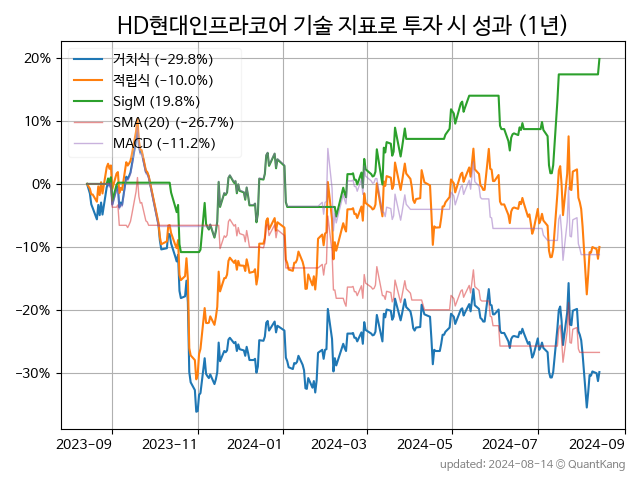 HD현대인프라코어 기술 지표로 투자 시 성과 (1년)
20%
10%
0%
−10%
−20%
−30%
거치식 (−29.8%)
적립식 (−10.0%)
SigM (19.8%)
SMA(20) (−26.7%)
MACD (−11.2%)
2023−09 2023−11 2024−01 2024−03 2024−05 2024−07 2024−09
updated: 2024−08−14 @ QuantKang